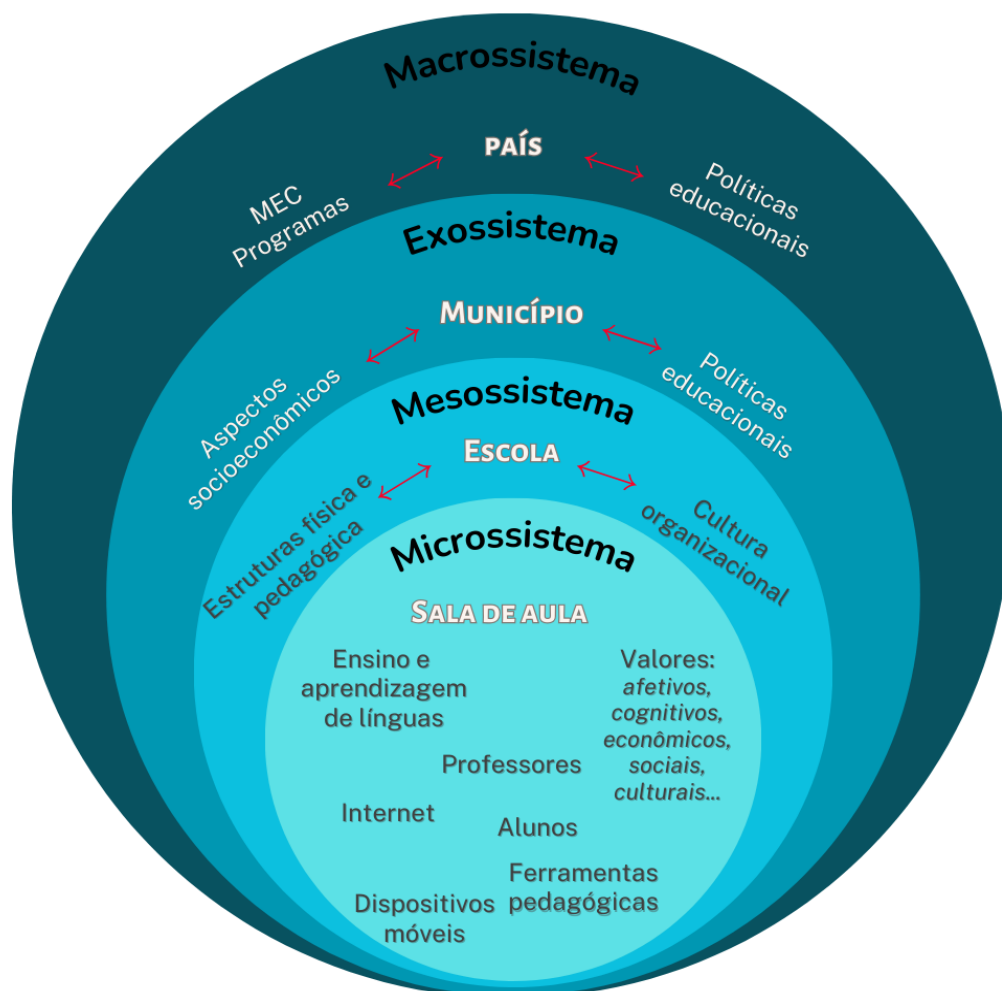 Macrossistema
PAÍS
MEC
Programas
Políticas
educacionais
Exossistema
MUNICÍPIO
Aspectos
socioeconômicos
Políticas
educacionais
Mesossistema
ESCOLA
Estruturas física e
pedagógica
Cultura
organizacional
Microssistema
SALA DE AULA
Ensino e
aprendizagem
de línguas
Valores:
afetivos,
cognitivos,
econômicos,
sociais,
culturais...
Professores
Internet
Alunos
Ferramentas
pedagógicas
Dispositivos
móveis